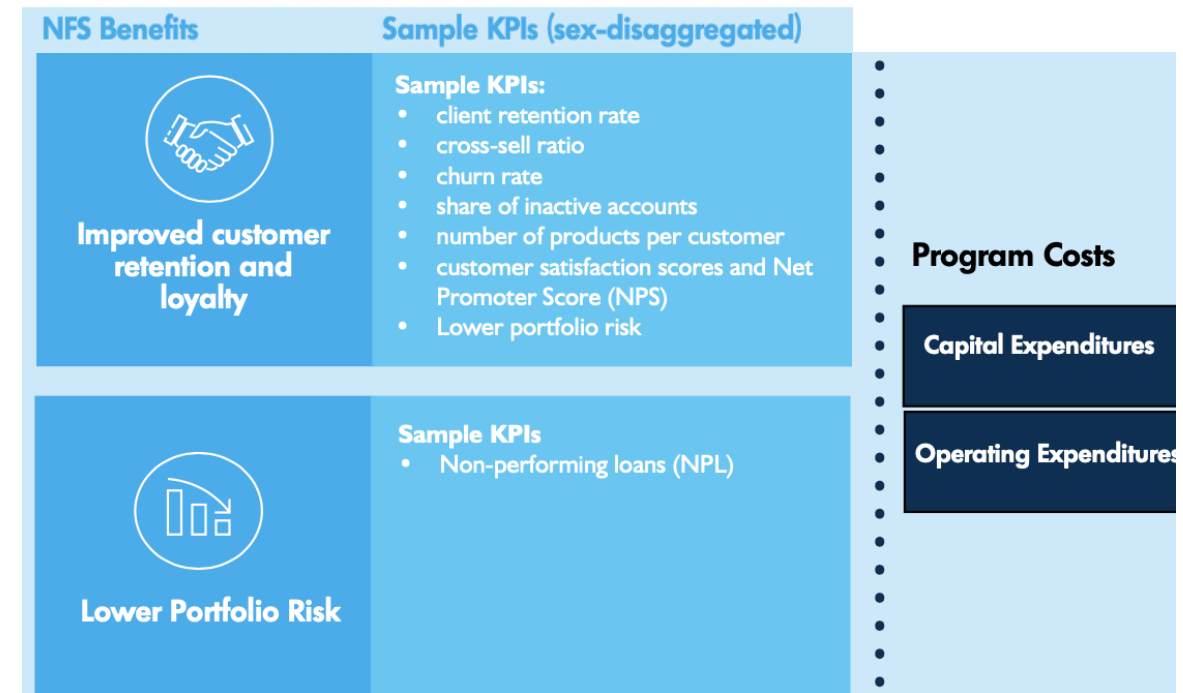 NFS Benefits
Sample KPIs (sex-disaggregated)
Improved customer
retention and
loyalty
Sample KPIs:
• client retention rate
• cross-sell ratio
• churn rate
• share of inactive accounts
• number of products per customer
• customer satisfaction scores and Net
Promoter Score (NPS)
• Lower portfolio risk
Lower Portfolio Risk
Sample KPIs
• Non-performing loans (NPL)
Program Costs
Capital Expenditures
Operating Expenditures